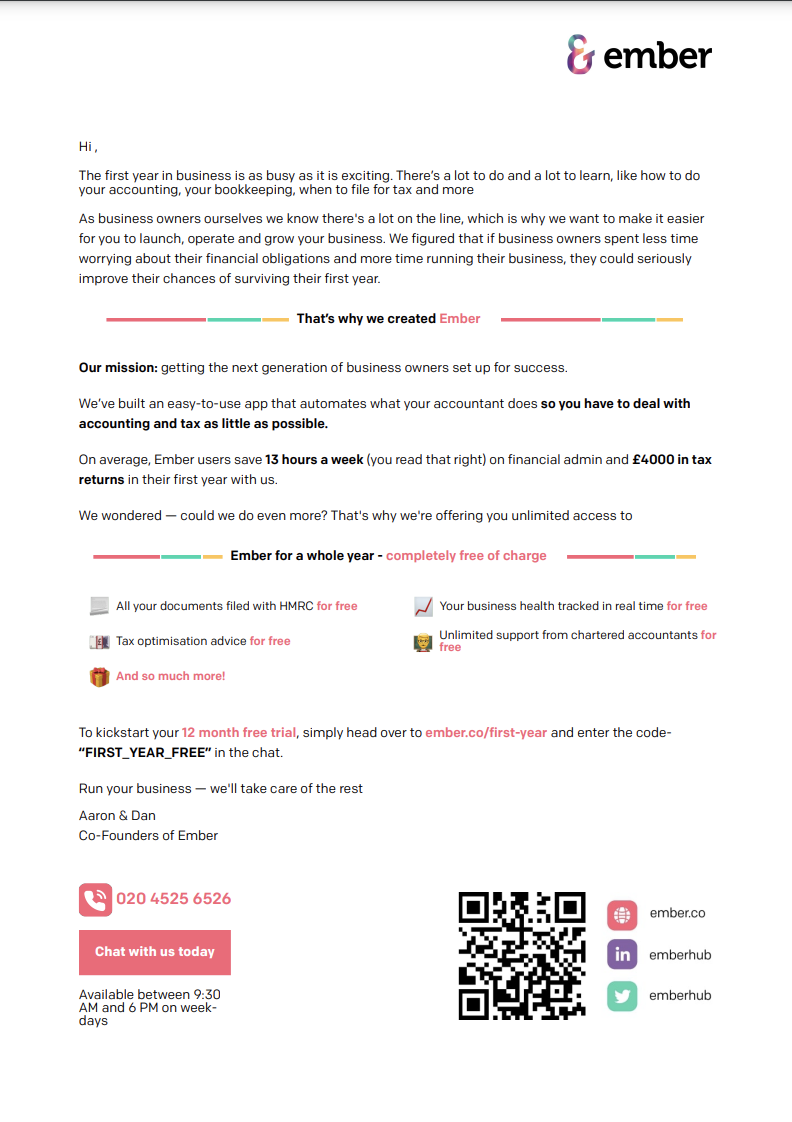 ember
Hi ,
The first year in business is as busy as it is exciting. There's a lot to do and a lot to learn, like how to do
your accounting, your bookkeeping, when to file for tax and more
As business owners ourselves we know there's a lot on the line, which is why we want to make it easier
for you to launch, operate and grow your business. We figured that if business owners spent less time
worrying about their financial obligations and more time running their business, they could seriously
improve their chances of surviving their first year.
That's why we created Ember
Our mission: getting the next generation of business owners set up for success.
We've built an easy-to-use app that automates what your accountant does so you have to deal with
accounting and tax as little as possible.
On average, Ember users save 13 hours a week (you read that right) on financial admin and £4000 in tax
returns in their first year with us.
We wondered — could we do even more? That's why we're offering you unlimited access to
Ember for a whole year - completely free of charge
All your documents filed with HMRC for free
Your business health tracked in real time for free
Tax optimisation advice for free
Unlimited support from chartered accountants for
free
And so much more!
To kickstart your 12 month free trial, simply head over to ember.co/first-year and enter the code-
“FIRST_YEAR_FREE” in the chat.
Run your business — we'll take care of the rest
Aaron & Dan
Co-Founders of Ember
020 4525 6526
Chat with us today
Available between 9:30
AM and 6 PM on week-
days
ember.co
in emberhub
emberhub